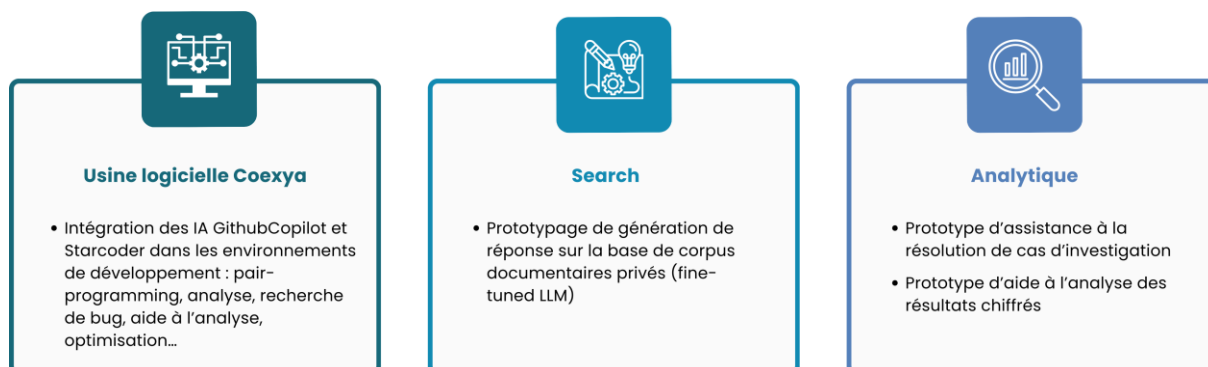 Usine logicielle Coexya
• Intégration des IA GithubCopilot et
Starcoder dans les environnements
de développement : pair-
programming, analyse, recherche
de bug, aide à l’analyse,
optimisation…
Search
• Prototypage de génération de
réponse sur la base de corpus
documentaires privés (fine-
tuned LLM)
Analytique
• Prototype d’assistance à la
résolution de cas d’investigation
• Prototype d’aide à l’analyse des
résultats chiffrés